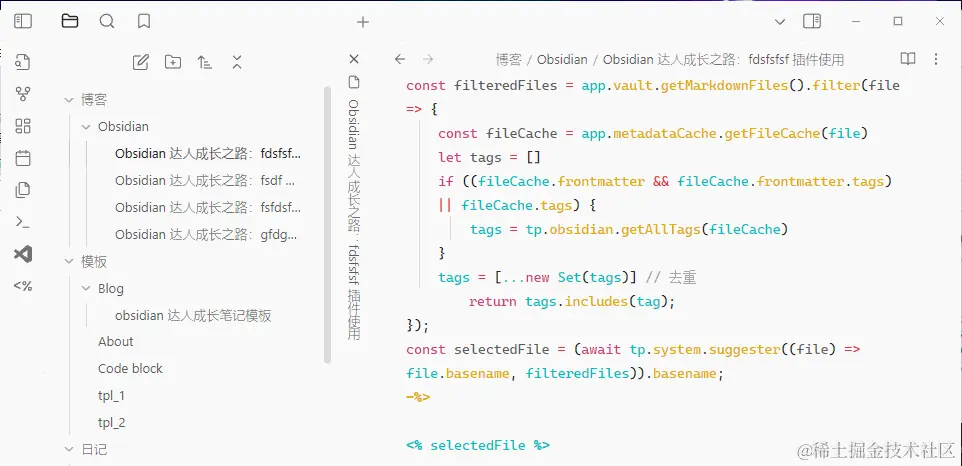 博客
Obsidian
Obsidian 达人成长之路：fdsfsf...
Obsidian 达人成长之路：fsdf ...
Obsidian 达人成长之路：fsfdsf...
Obsidian 达人成长之路：gfdg...
模板
Blog
obsidian 达人成长笔记模板
About
Code block
tpl_1
tpl_2
日记
<%
Obsidian 达人成长之路：fdsfsfsf 插件使用
博客 / Obsidian / Obsidian 达人成长之路：fdsfsfsf 插件使用
const filteredFiles = app.vault.getMarkdownFiles().filter(file
=> {
const fileCache = app.metadataCache.getFileCache(file)
let tags = []
if ((fileCache.frontmatter && fileCache.frontmatter.tags)
|| fileCache.tags) {
tags = tp.obsidian.getAllTags(fileCache)
}
tags = [...new Set(tags)] // 去重
return tags.includes(tag);
});
const selectedFile = (await tp.system.suggester((file) =>
file.basename, filteredFiles)).basename;
-%>
<% selectedFile %>
@稀土掘金技术社区